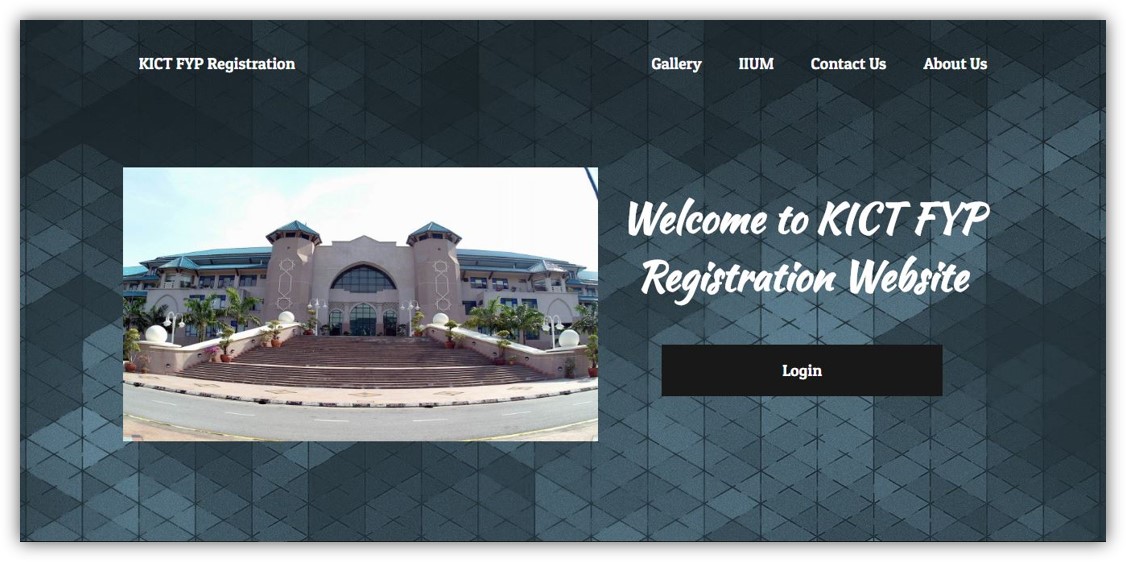 KICT FYP Registration
Gallery
IIUM
Contact Us
About Us
Welcome to KICT FYP
Registration Website
Login